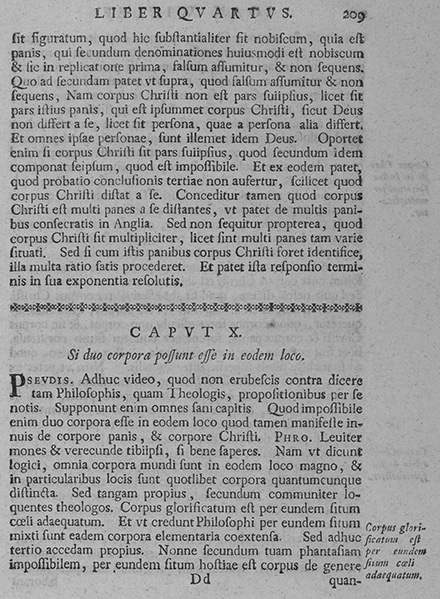 LIBER QVARTVS. 209
sit figuratum, quod hic substantialiter sit nobiscum, quia est
panis, qui secundum denominationes huiusmodi est nobiscum
& sic in replicatione prima, falsum assumitur, & non sequens.
Quo ad secundam patet vt supra, quod falsum assumitur & non
sequens, Nam corpus Christi non est pars suiipsius, licet sit
pars istius panis, qui est ipsummet corpus Christi, sicut Deus
non differt a se, licet sit persona, quae a persona alia differt.
Et omnes ipsae personae, sunt illemet idem Deus. Oportet
enim si corpus Christi sit pars suiipsius, quod secundum idem
componat seipsum, quod est impossibile. Et ex eodem patet,
quod probatio conclusionis tertiae non aufertur, scilicet quod
corpus Christi distat a se. Conceditur tamen quod corpus
Christi est multi panes a se distantes, vt patet de multis pani-
bus consecratis in Anglia. Sed non sequitur propterea, quod
corpus Christi sit multipliciter, licet sint multi panes tam varie
situati. Sed si cum istis panibus corpus Christi foret identifice,
illa multa ratio satis procederet. Et patet ista responsio termi-
nis in sua exponentia resolutis.
CAPVT X.
Si duo corpora possunt esse in eodem loco.
PSEVDIS. Adhuc video, quod non erubescis contra dicere
tam Philosophis, quam Theologis, propositionibus per se
notis. Supponunt enim omnes sani capitis Quod impossibile
enim duo corpora esse in eodem loco quod tamen manifeste in-
nuis de corpore panis, & corpore Christi. PHRO. Leuiter
mones & verecunde tibilpsi, si bene saperes. Nam vt dicunt
logici, omnia corpora mundi sunt in eodem loco magno, &
in particularibus locis sunt quotlibet corpora quantumcunque
distincta. Sed tangam propius, secundum communiter lo-
quentes theologos. Corpus glorificatum est per eundem situm
cœli adaequatum. Et vt credunt Philosophi per eundem situm
mixti sunt eadem corpora elementaria coextensa. Sed adhuc
tertio accedam propius. Nonne secundum tuam phantasiam
impossibilem, per eundem situm hostiae est corpus de genere
Corpus glori-
ficatum est
per eundem
situm cœli
adaequatum.
Dd quan-